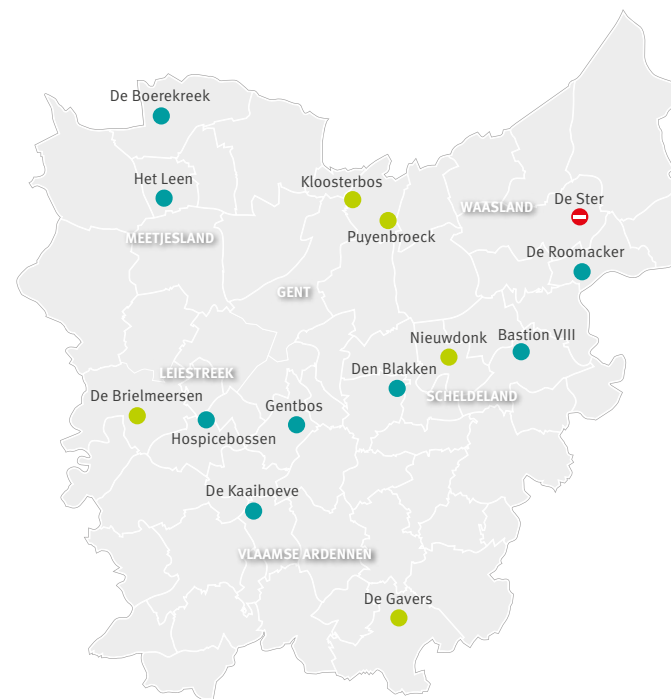 De Boerekreek
Het Leen
Kloosterbos
De Ster
WAASLAND
Puyenbroeck
MEETJESLAND
De Roomacker
GENT
Nieuwdonk
Bastion VIII
Den Blakken
LEIESTREEK
De Brielmeersen
SCHELDELAND
Gentbos
Hospicebossen
De Kaaihoeve
VLAAMSE ARDENNEN
De Gavers